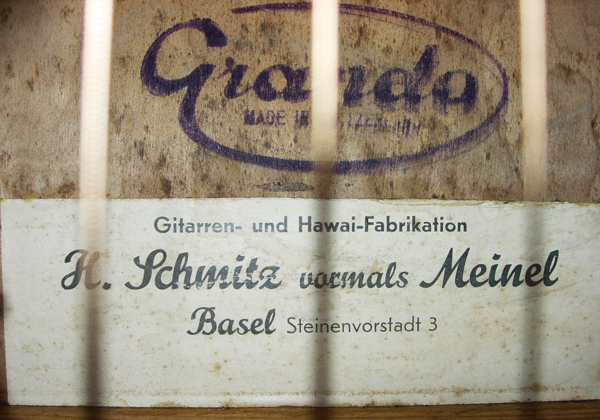 Grando
MADE IN
Gitarren- und Hawai-Fabrikation
H. Schmitz vormals Meinel
Basel Steinenvorstadt 3